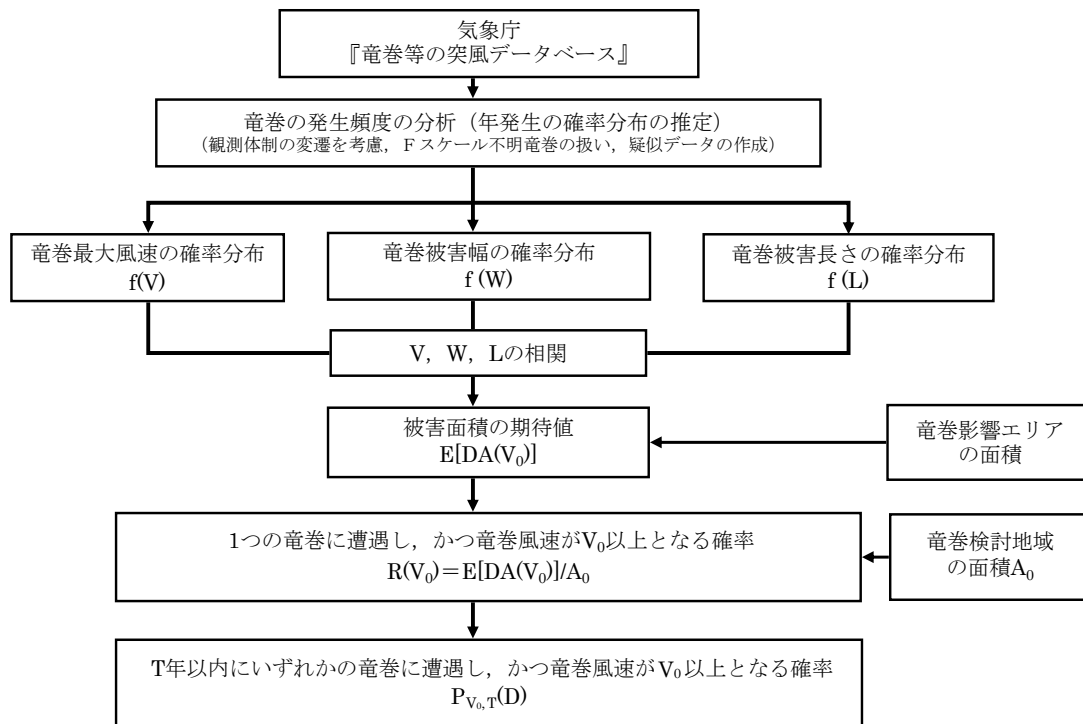 気象庁
『竜巻等の突風データベース』
竜巻の発生頻度の分析（年発生の確率分布の推定）
（観測体制の変遷を考慮，Ｆスケール不明竜巻の扱い，疑似データの作成）
竜巻最大風速の確率分布
f(V)
竜巻被害幅の確率分布
f (W)
竜巻被害長さの確率分布
f (L)
V，W，Lの相関
被害面積の期待値
E[DA(V₀)]
竜巻影響エリア
の面積
1つの竜巻に遭遇し，かつ竜巻風速がV₀以上となる確率
R(V₀)＝E[DA(V₀)]/A₀
竜巻検討地域
の面積A₀
T年以内にいずれかの竜巻に遭遇し，かつ竜巻風速がV₀以上となる確率
P_{V₀,T}(D)